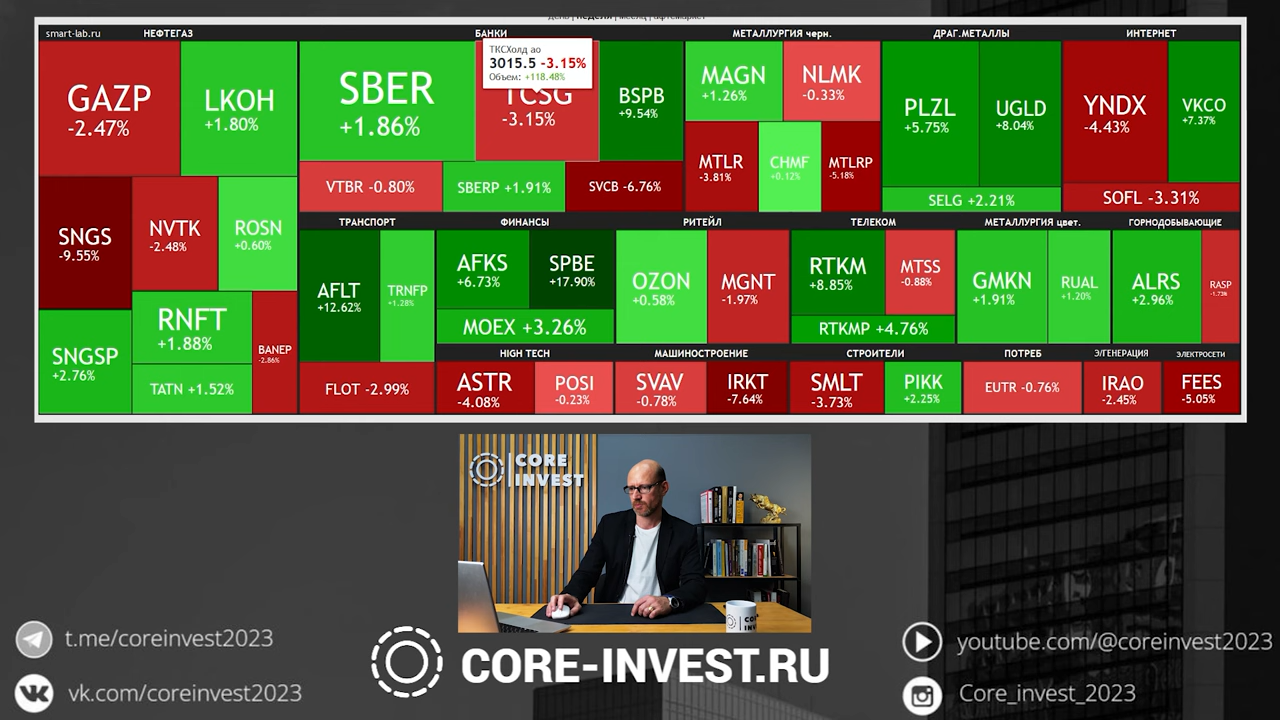 день | неделя | месяц | афтемаркет
smart-lab.ru НЕФТЕГАЗ БАНКИ МЕТАЛЛУРГИЯ черн. ДРАГ.МЕТАЛЛЫ ИНТЕРНЕТ
ТКСХолд ао
3015.5 -3.15%
Объем: +118.48%
GAZP
-2.47%
LKOH
+1.80%
SBER
+1.86%
TCSG
-3.15%
BSPB
+9.54%
MAGN
+1.26%
NLMK
-0.33%
PLZL
+5.75%
UGLD
+8.04%
YNDX
-4.43%
VKCO
+7.37%
MTLR
-3.81%
CHMF
+0.12%
MTLRP
-5.18%
VTBR -0.80%
SBERP +1.91%
SVCB -6.76%
SELG +2.21%
SOFL -3.31%
SNGS
-9.55%
NVTK
-2.48%
ROSN
+0.60%
ТРАНСПОРТ ФИНАНСЫ РИТЕЙЛ ТЕЛЕКОМ МЕТАЛЛУРГИЯ цвет. ГОРНОДОБЫВАЮЩИЕ
AFLT
+12.62%
TRNFP
+1.28%
AFKS
+6.73%
SPBE
+17.90%
OZON
+0.58%
MGNT
-1.97%
RTKM
+8.85%
MTSS
-0.88%
GMKN
+1.91%
RUAL
+1.20%
ALRS
+2.96%
RASP
-1.73%
MOEX +3.26%
RTKMP +4.76%
SNGSP
+2.76%
RNFT
+1.88%
BANEP
-2.86%
TATN +1.52%
HIGH TECH МАШИНОСТРОЕНИЕ СТРОИТЕЛИ ПОТРЕБ Э/ГЕНЕРАЦИЯ ЭЛЕКТРОСЕТИ
FLOT -2.99%
ASTR
-4.08%
POSI
-0.23%
SVAV
-0.78%
IRKT
-7.64%
SMLT
-3.73%
PIKK
+2.25%
EUTR -0.76%
IRAO
-2.45%
FEES
-5.05%
CORE
INVEST
CORE
INVEST
t.me/coreinvest2023
vk.com/coreinvest2023
CORE-INVEST.RU
youtube.com/@coreinvest2023
Core_invest_2023